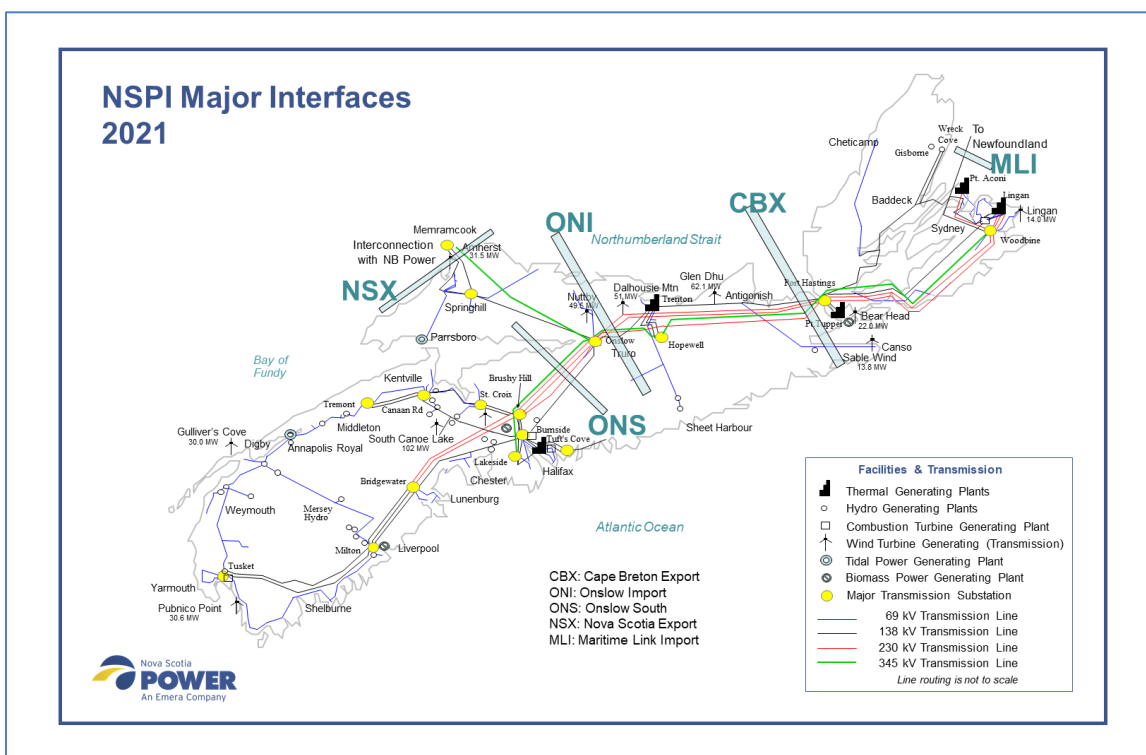 NSPI Major Interfaces
2021
Cheticamp
Wreck
Cove
Gisborne
To
Newfoundland
MLI
Pt. Aconi
Lingan
Lingan
14.0 MW
Baddeck
Sydney
Woodbine
CBX
ONI
Northumberland Strait
Memramcook
Interconnection
with NB Power
Amherst
31.5 MW
NSX
Springhill
Nuttby
49.5 MW
Dalhousie Mtn
51 MW
Trenton
Glen Dhu
62.1 MW
Antigonish
Port Hastings
Pt. Tupper
Bear Head
22.0 MW
Canso
Sable Wind
13.8 MW
Parrsboro
Onslow
Truro
Hopewell
Bay of
Fundy
Kentville
Brushy Hill
St. Croix
Tremont
Canaan Rd
Middleton
South Canoe Lake
102 MW
Burnside
Tuft's Cove
ONS
Sheet Harbour
Gulliver's Cove
30.0 MW
Digby
Annapolis Royal
Lakeside
Halifax
Chester
Bridgewater
Lunenburg
Weymouth
Mersey
Hydro
Atlantic Ocean
Milton
Liverpool
Tusket
Yarmouth
Pubnico Point
30.6 MW
Shelburne
CBX: Cape Breton Export
ONI: Onslow Import
ONS: Onslow South
NSX: Nova Scotia Export
MLI: Maritime Link Import
Facilities & Transmission
Thermal Generating Plants
Hydro Generating Plants
Combustion Turbine Generating Plant
Wind Turbine Generating (Transmission)
Tidal Power Generating Plant
Biomass Power Generating Plant
Major Transmission Substation
69 kV Transmission Line
138 kV Transmission Line
230 kV Transmission Line
345 kV Transmission Line
Line routing is not to scale
Nova Scotia
POWER
An Emera Company